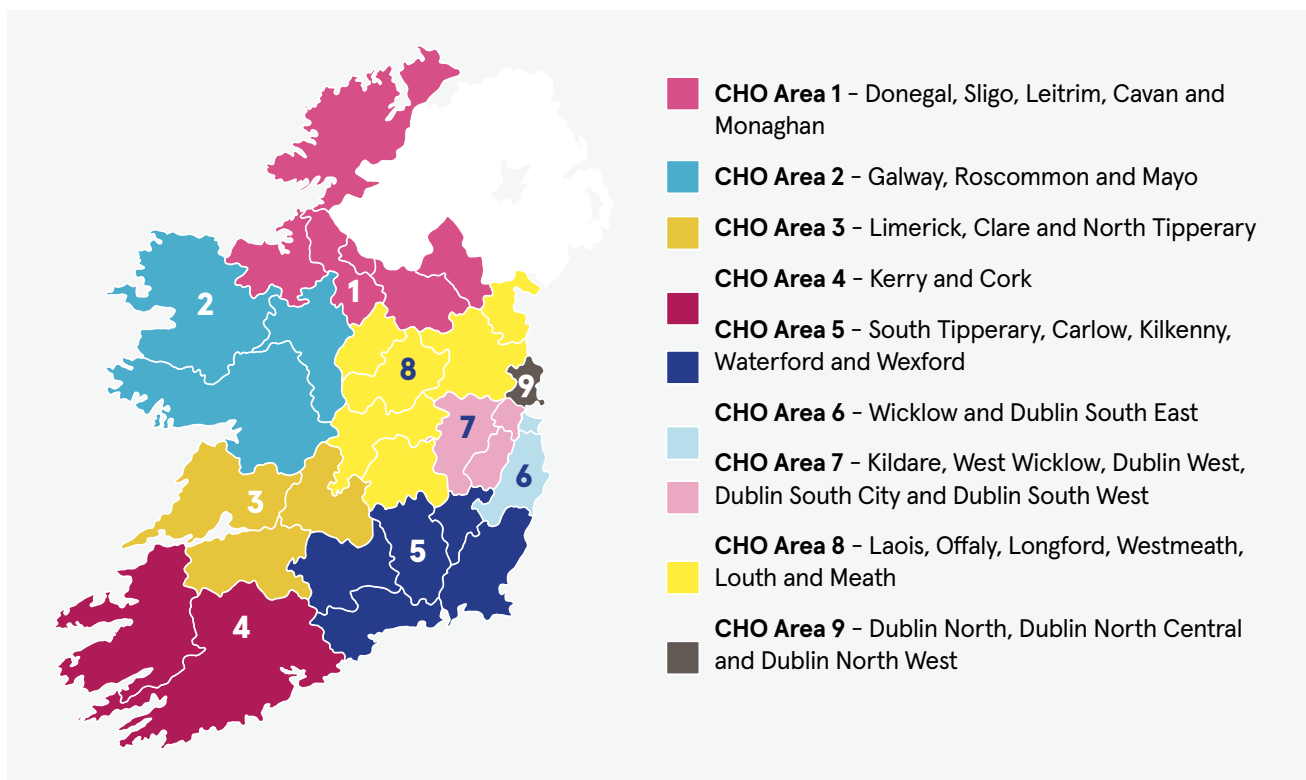 CHO Area 1 - Donegal, Sligo, Leitrim, Cavan and
Monaghan
CHO Area 2 - Galway, Roscommon and Mayo
CHO Area 3 - Limerick, Clare and North Tipperary
CHO Area 4 - Kerry and Cork
CHO Area 5 - South Tipperary, Carlow, Kilkenny,
Waterford and Wexford
CHO Area 6 - Wicklow and Dublin South East
CHO Area 7 - Kildare, West Wicklow, Dublin West,
Dublin South City and Dublin South West
CHO Area 8 - Laois, Offaly, Longford, Westmeath,
Louth and Meath
CHO Area 9 - Dublin North, Dublin North Central
and Dublin North West
1
2
8
9
7
6
3
5
4